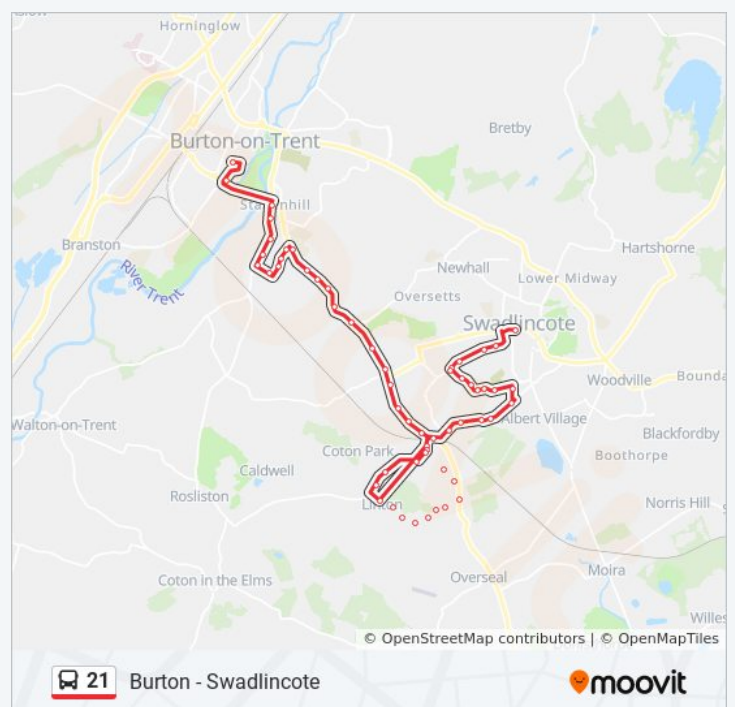 Horninglow
Burton-on-Trent
Bretby
Branston
River Trent
Hartshorne
Newhall
Lower Midway
Oversetts
Swadlincote
Woodville
Bounda
Walton-on-Trent
Albert Village
Blackfordby
Boothorpe
Coton Park
Caldwell
Rosliston
Linton
Norris Hill
Moira
Coton in the Elms
Overseal
Willes
© OpenStreetMap contributors | © OpenMapTiles
21 Burton - Swadlincote
moovit